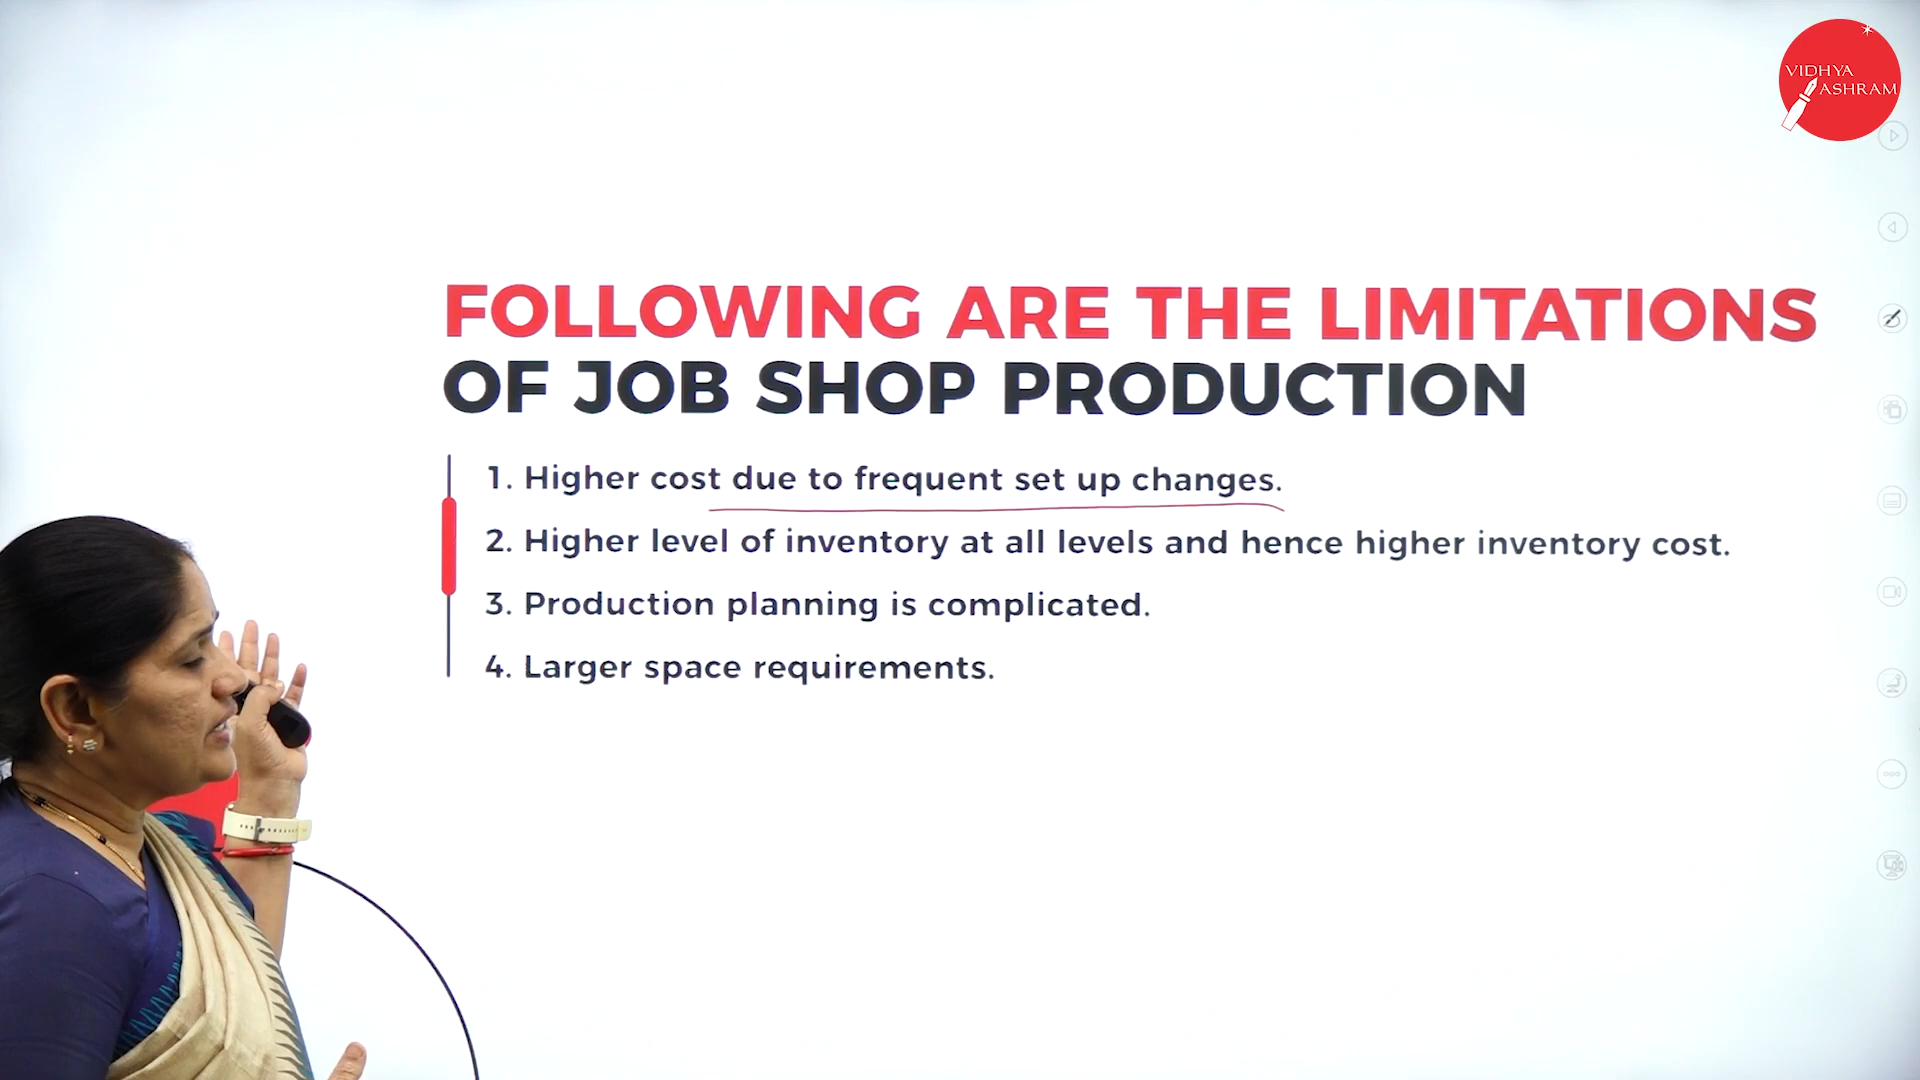 VIDHYA
ASHRAM
FOLLOWING ARE THE LIMITATIONS
OF JOB SHOP PRODUCTION
1. Higher cost due to frequent set up changes.
2. Higher level of inventory at all levels and hence higher inventory cost.
3. Production planning is complicated.
4. Larger space requirements.